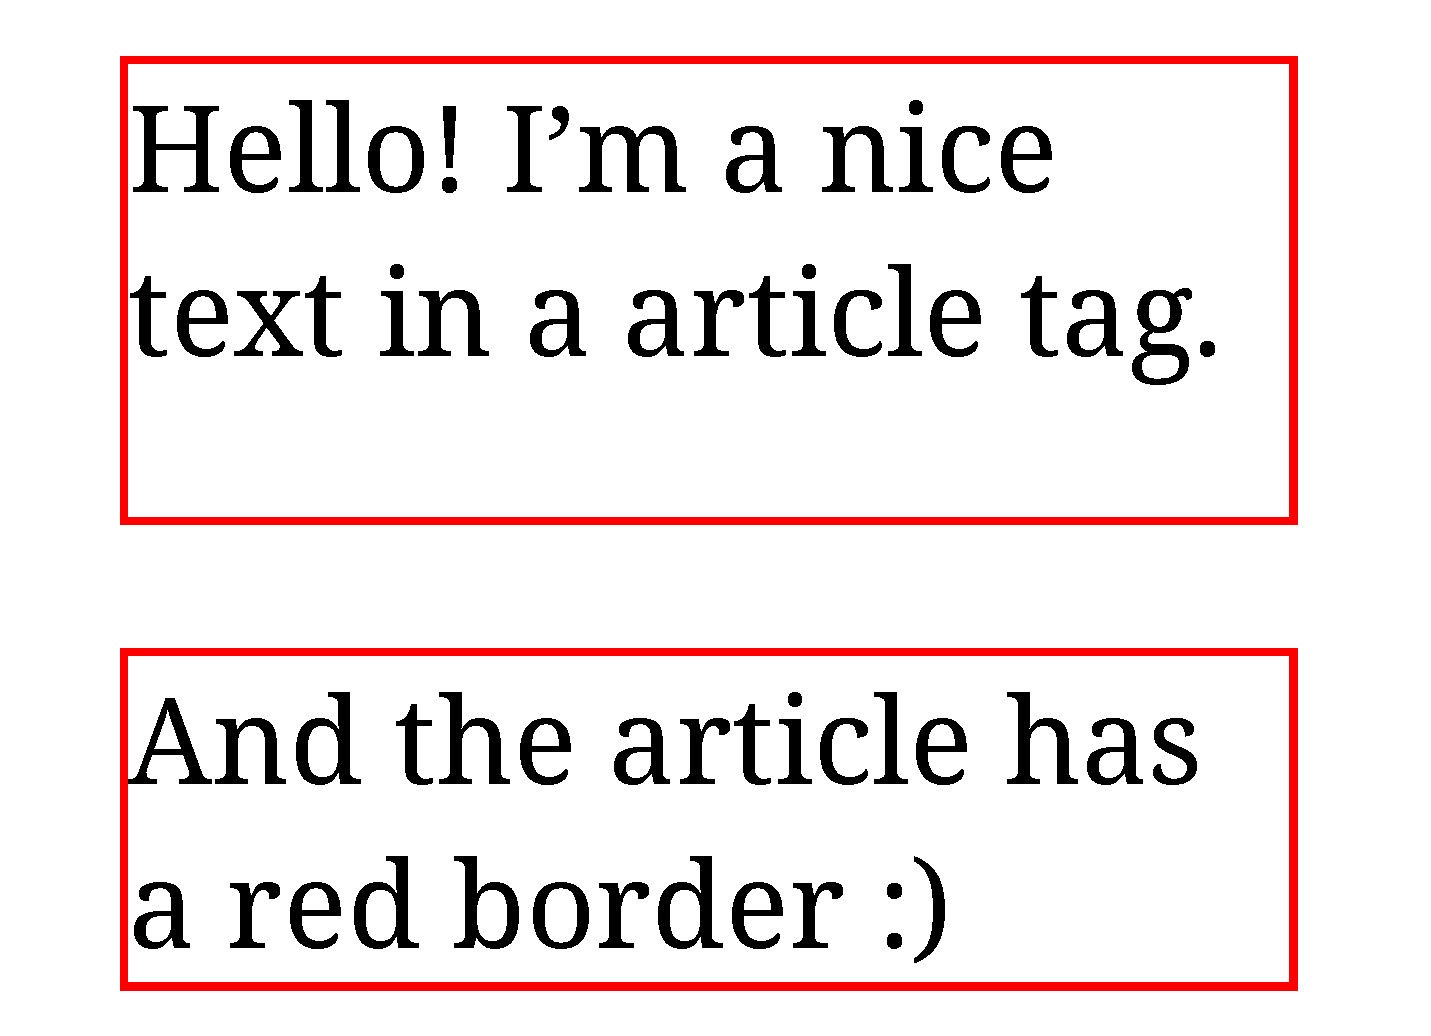 Hello! I’m a nice
text in a article tag.
And the article has
a red border :)